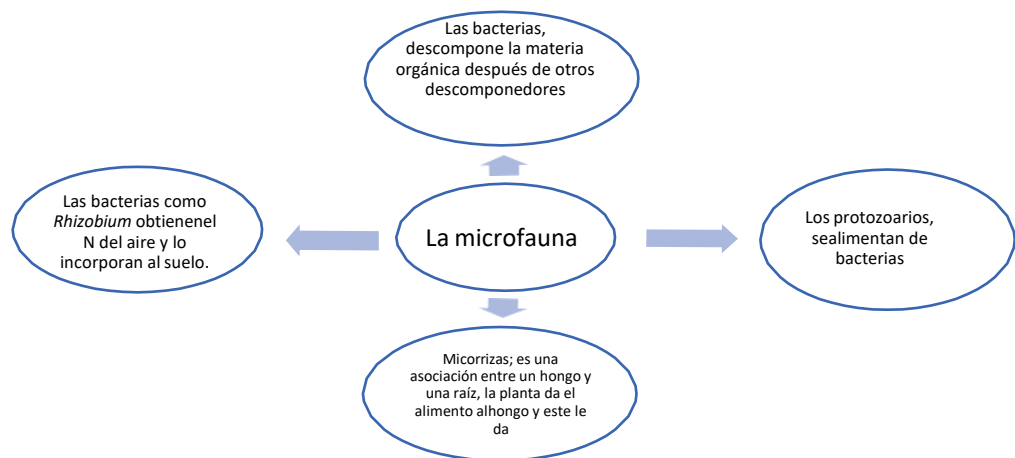 Las bacterias,
descompone la materia
orgánica después de otros
descomponedores
Las bacterias como
Rhizobium obtienenel
N del aire y lo
incorporan al suelo.
La microfauna
Los protozoarios,
sealimentan de
bacterias
Micorrizas; es una
asociación entre un hongo y
una raíz, la planta da el
alimento alhongo y este le
da